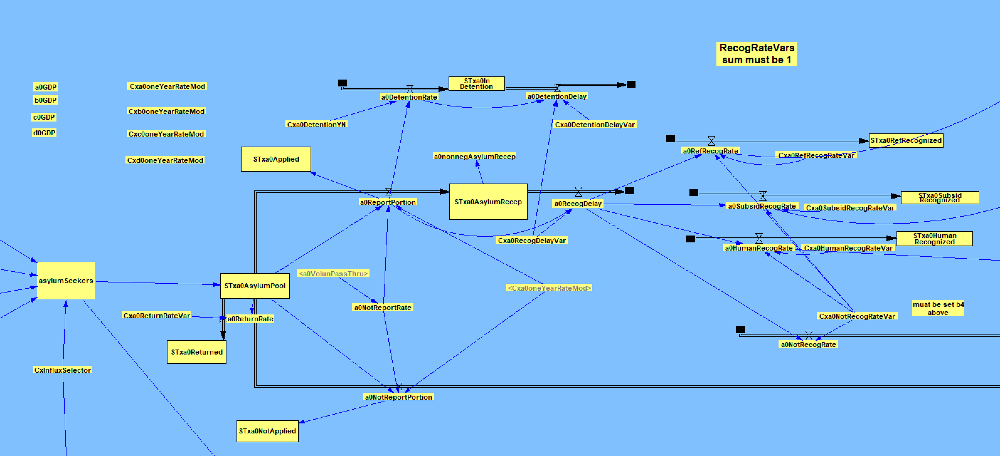 RecogRateVars
sum must be 1
a0GDP
b0GDP
c0GDP
d0GDP
Cxa0oneYearRateMod
Cxb0oneYearRateMod
Cxc0oneYearRateMod
Cxd0oneYearRateMod
STxa0In
Detention
a0DetentionRate
a0DetentionDelay
Cxa0DetentionYN
Cxa0DetentionDelayVar
STxa0Applied
a0nonnegAsylumRecep
a0RefRecogRate
STxa0RefRecognized
Cxa0RefRecogRateVar
a0ReportPortion
STxa0AsylumRecep
a0RecogDelay
STxa0Subsid
Recognized
a0SubsidRecogRate
Cxa0SubsidRecogRateVar
Cxa0RecogDelayVar
STxa0Human
Recognized
a0HumanRecogRate
Cxa0HumanRecogRateVar
asylumSeekers
STxa0AsylumPool
<a0VolunPassThru>
<Cxa0oneYearRateMod>
a0NotReportRate
Cxa0ReturnRateVar
a0ReturnRate
Cxa0NotRecogRateVar
muat be set b4
above
STxa0Returned
a0NotRecogRate
CxInfluxSelector
a0NotReportPortion
STxa0NotApplied